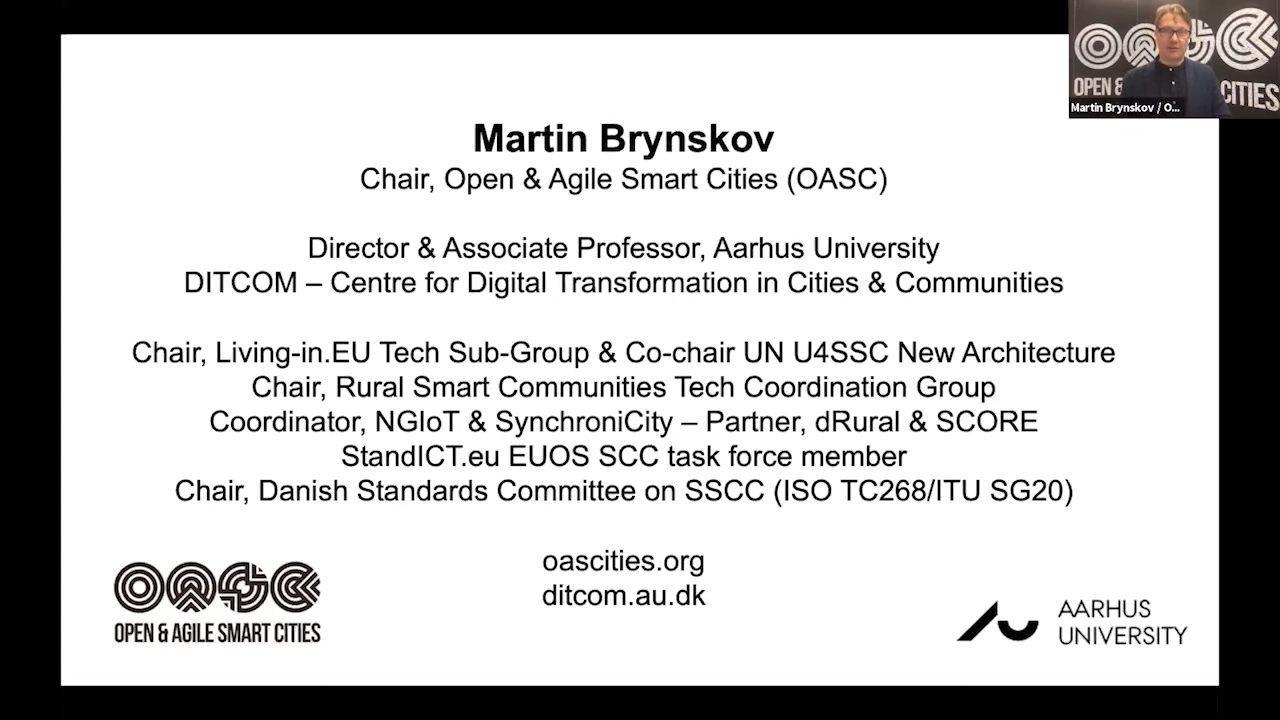 Martin Brynskov
Chair, Open & Agile Smart Cities (OASC)
Director & Associate Professor, Aarhus University
DITCOM – Centre for Digital Transformation in Cities & Communities
Chair, Living-in.EU Tech Sub-Group & Co-chair UN U4SSC New Architecture
Chair, Rural Smart Communities Tech Coordination Group
Coordinator, NGIoT & SynchroniCity – Partner, dRural & SCORE
StandICT.eu EUOS SCC task force member
Chair, Danish Standards Committee on SSCC (ISO TC268/ITU SG20)
oascities.org
ditcom.au.dk
OASC
OPEN & AGILE SMART CITIES
AARHUS
UNIVERSITY
OPEN & CITIES
Martin Brynskov / O...